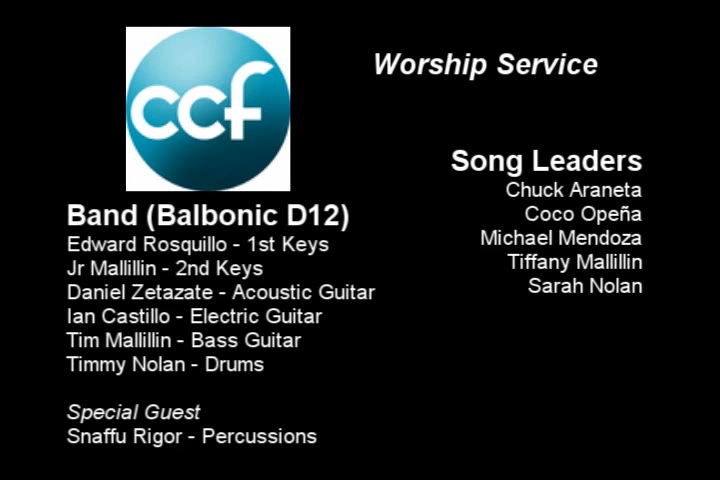 ccf
Worship Service
Song Leaders
Chuck Araneta
Coco Opeña
Michael Mendoza
Tiffany Mallillin
Sarah Nolan
Band (Balbonic D12)
Edward Rosquillo - 1st Keys
Jr Mallillin - 2nd Keys
Daniel Zetazate - Acoustic Guitar
Ian Castillo - Electric Guitar
Tim Mallillin - Bass Guitar
Timmy Nolan - Drums
Special Guest
Snaffu Rigor - Percussions